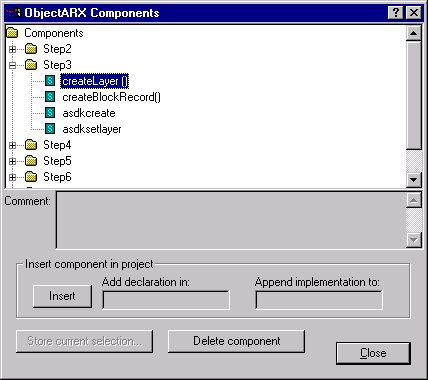 ObjectARX Components
Components
Step2
Step3
createLayer ()
createBlockRecord()
asdkcreate
asdksetlayer
Step4
Step5
Step6
Comment:
Insert component in project
Add declaration in:
Append implementation to:
Insert
Store current selection...
Delete component
Close